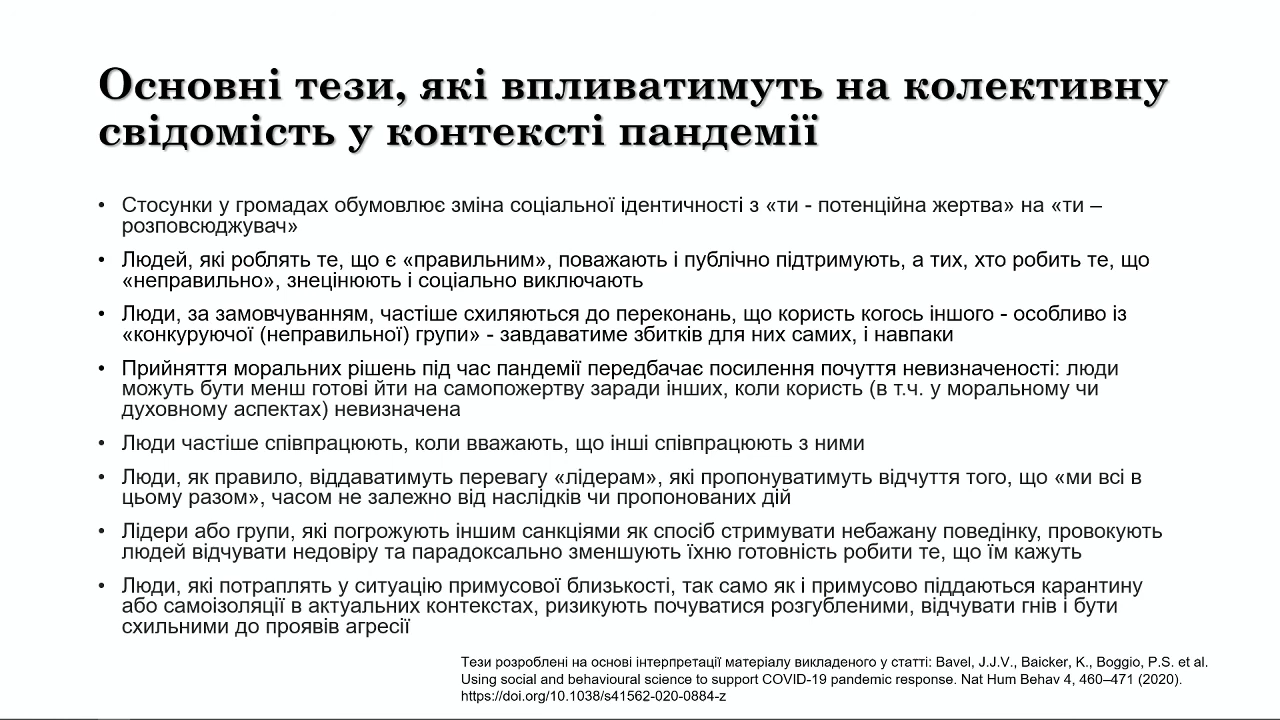 Основні тези, які впливатимуть на колективну
свідомість у контексті пандемії
• Стосунки у громадах обумовлює зміна соціальної ідентичності з «ти - потенційна жертва» на «ти –
розповсюджувач»
• Людей, які роблять те, що є «правильним», поважають і публічно підтримують, а тих, хто робить те, що
«неправильно», знецінюють і соціально виключають
• Люди, за замовчуванням, частіше схиляються до переконань, що користь когось іншого - особливо із
«конкуруючої (неправильної) групи» - завдаватиме збитків для них самих, і навпаки
• Прийняття моральних рішень під час пандемії передбачає посилення почуття невизначеності: люди
можуть бути менш готові йти на самопожертву заради інших, коли користь (в т.ч. у моральному чи
духовному аспектах) невизначена
• Люди частіше співпрацюють, коли вважають, що інші співпрацюють з ними
• Люди, як правило, віддаватимуть перевагу «лідерам», які пропонуватимуть відчуття того, що «ми всі в
цьому разом», часом не залежно від наслідків чи пропонованих дій
• Лідери або групи, які погрожують іншим санкціями як спосіб стримувати небажану поведінку, провокують
людей відчувати недовіру та парадоксально зменшують їхню готовність робити те, що їм кажуть
• Люди, які потраплять у ситуацію примусової близькості, так само як і примусово піддаються карантину
або самоізоляції в актуальних контекстах, ризикують почуватися розгубленими, відчувати гнів і бути
схильними до проявів агресії
Тези розроблені на основі інтерпретації матеріалу викладеного у статті: Bavel, J.J.V., Baicker, K., Boggio, P.S. et al.
Using social and behavioural science to support COVID-19 pandemic response. Nat Hum Behav 4, 460–471 (2020).
https://doi.org/10.1038/s41562-020-0884-z